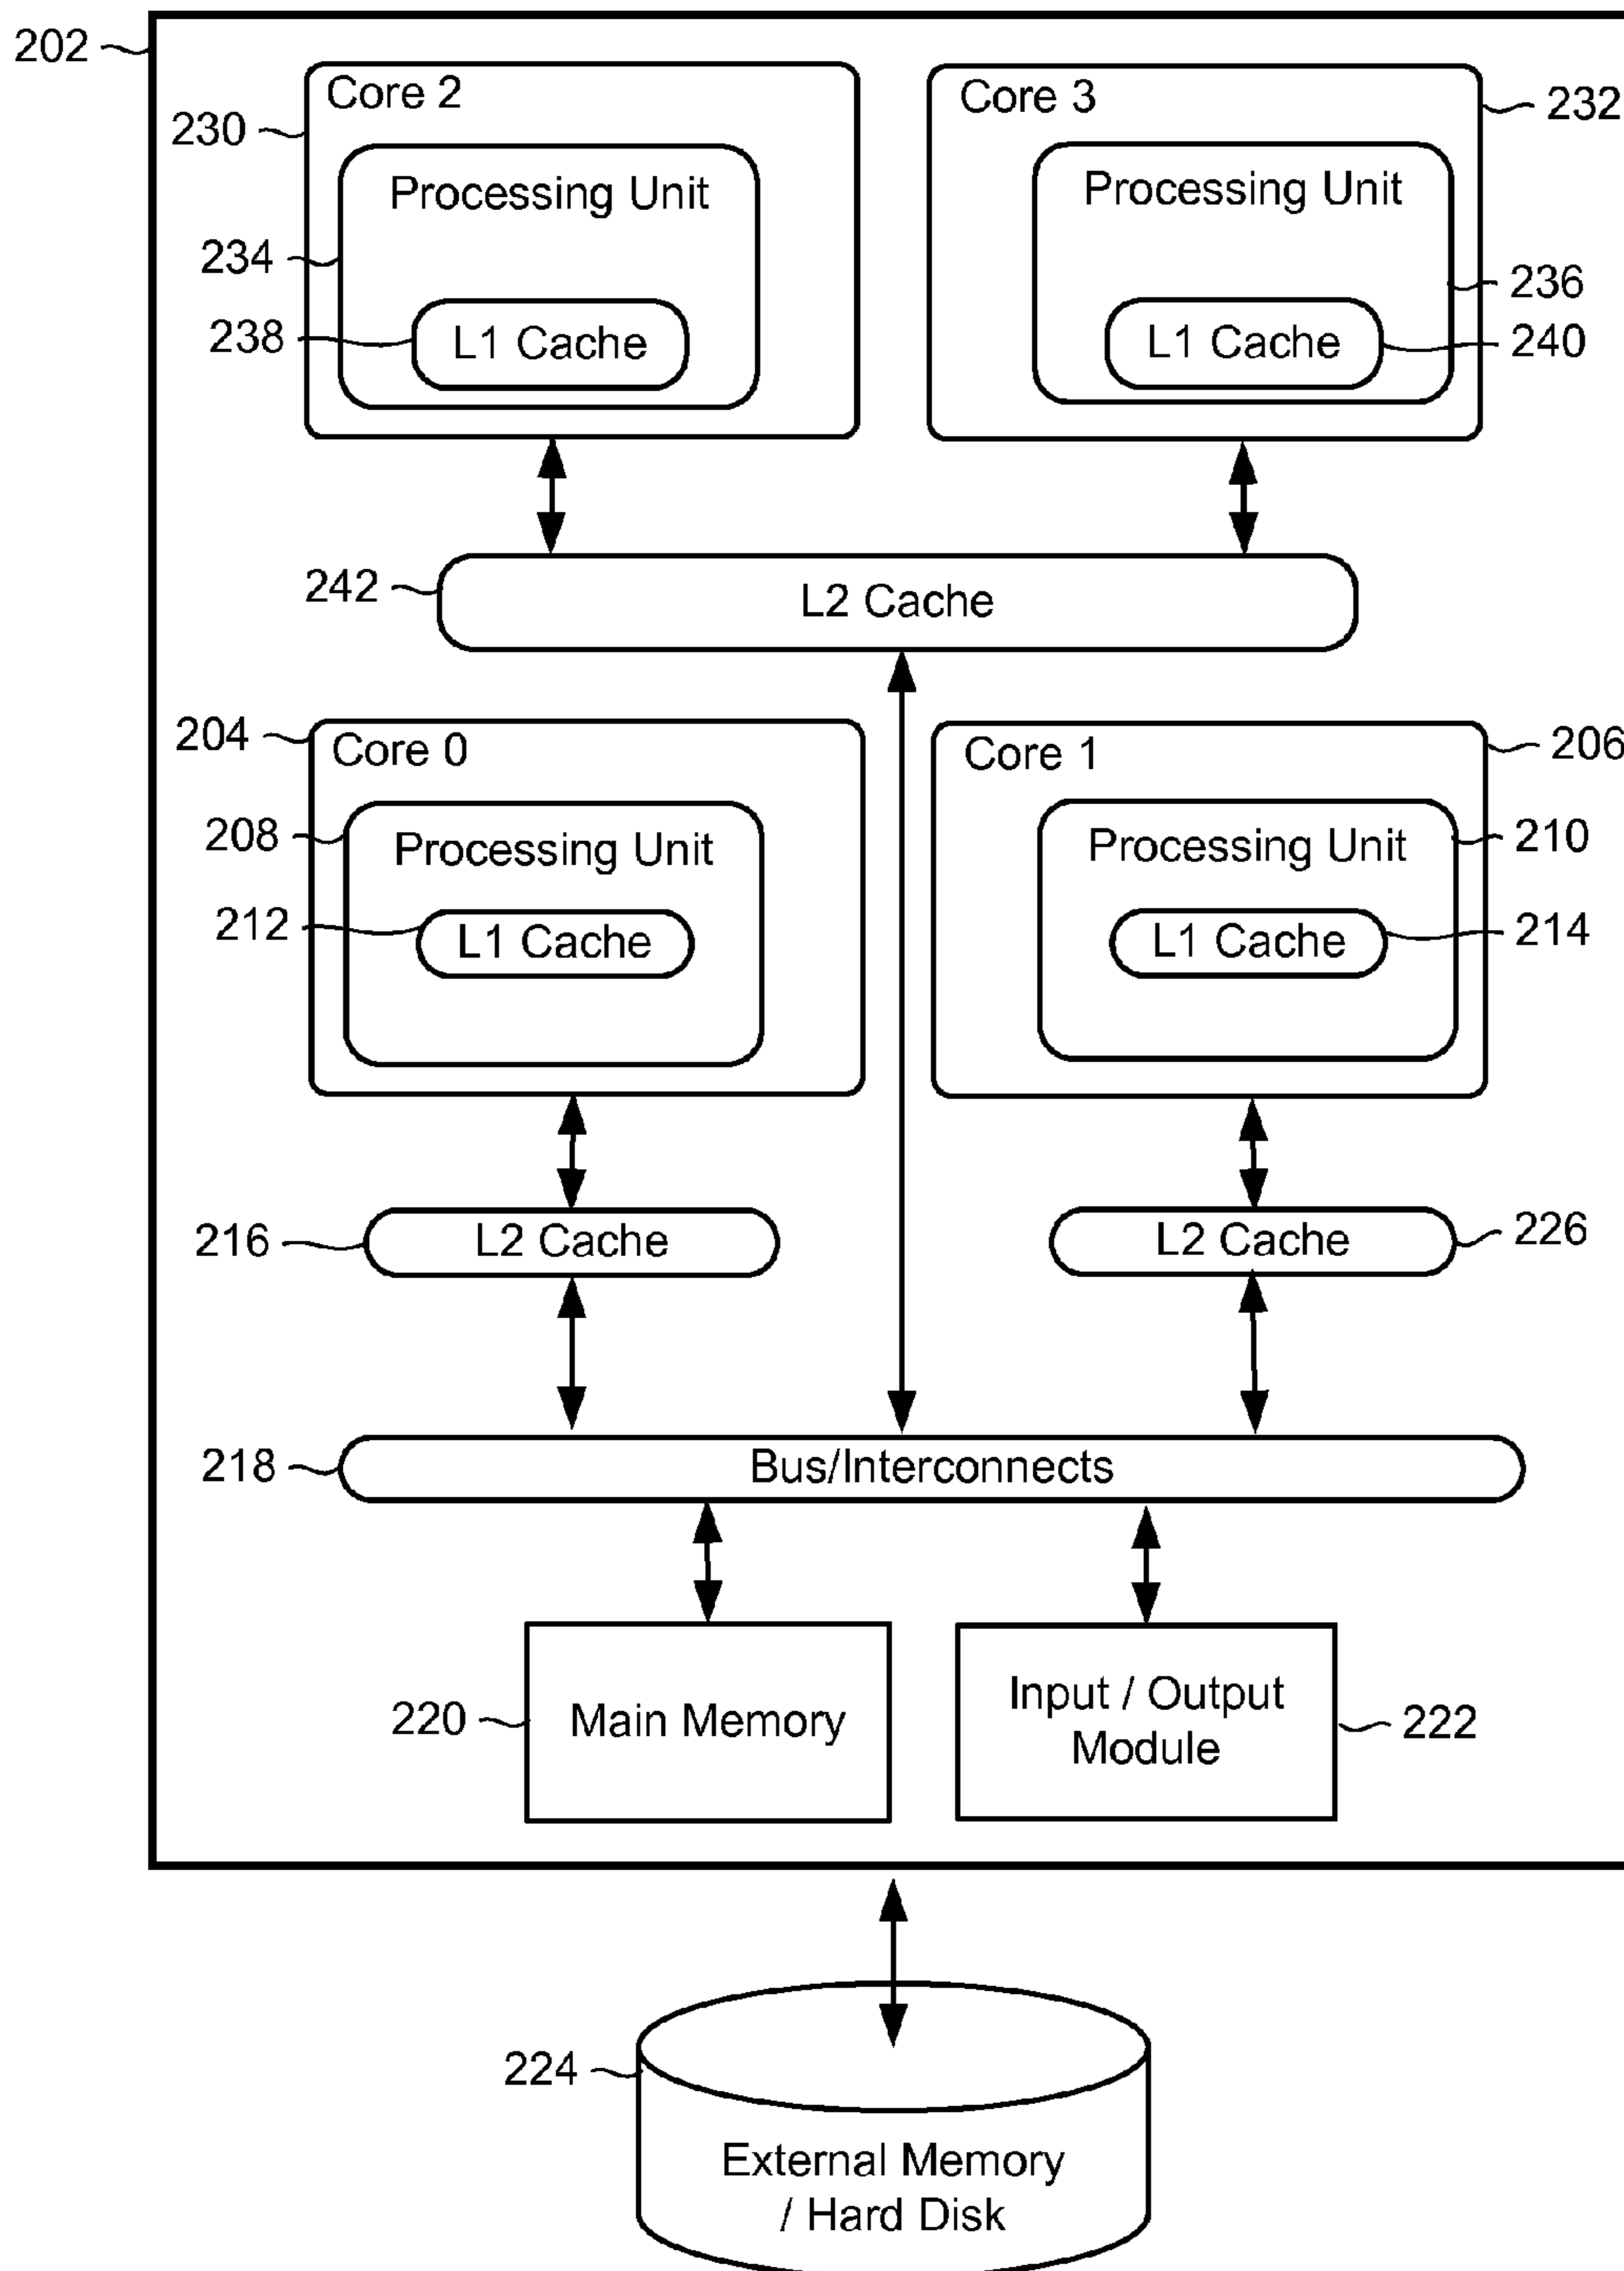 202
Core 2
Core 3
232
230
Processing Unit
Processing Unit
234
236
238
L1 Cache
L1 Cache
240
242
L2 Cache
204
Core 0
Core 1
206
208
Processing Unit
Processing Unit
210
212
L1 Cache
L1 Cache
214
216
L2 Cache
L2 Cache
226
218
Bus/Interconnects
220
Main Memory
Input / Output
Module
222
224
External Memory
/ Hard Disk